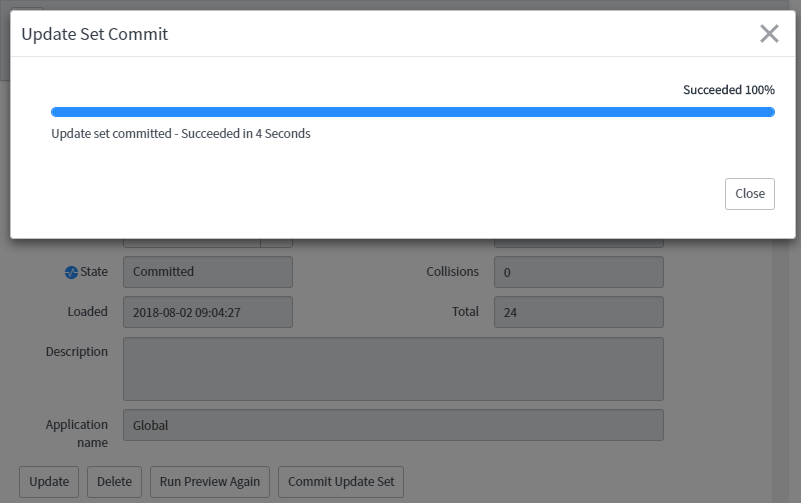 Update Set Commit
Succeeded 100%
Update set committed - Succeeded in 4 Seconds
Close
State Committed Collisions 0
Loaded 2018-08-02 09:04:27 Total 24
Description
Application name Global
Update Delete Run Preview Again Commit Update Set